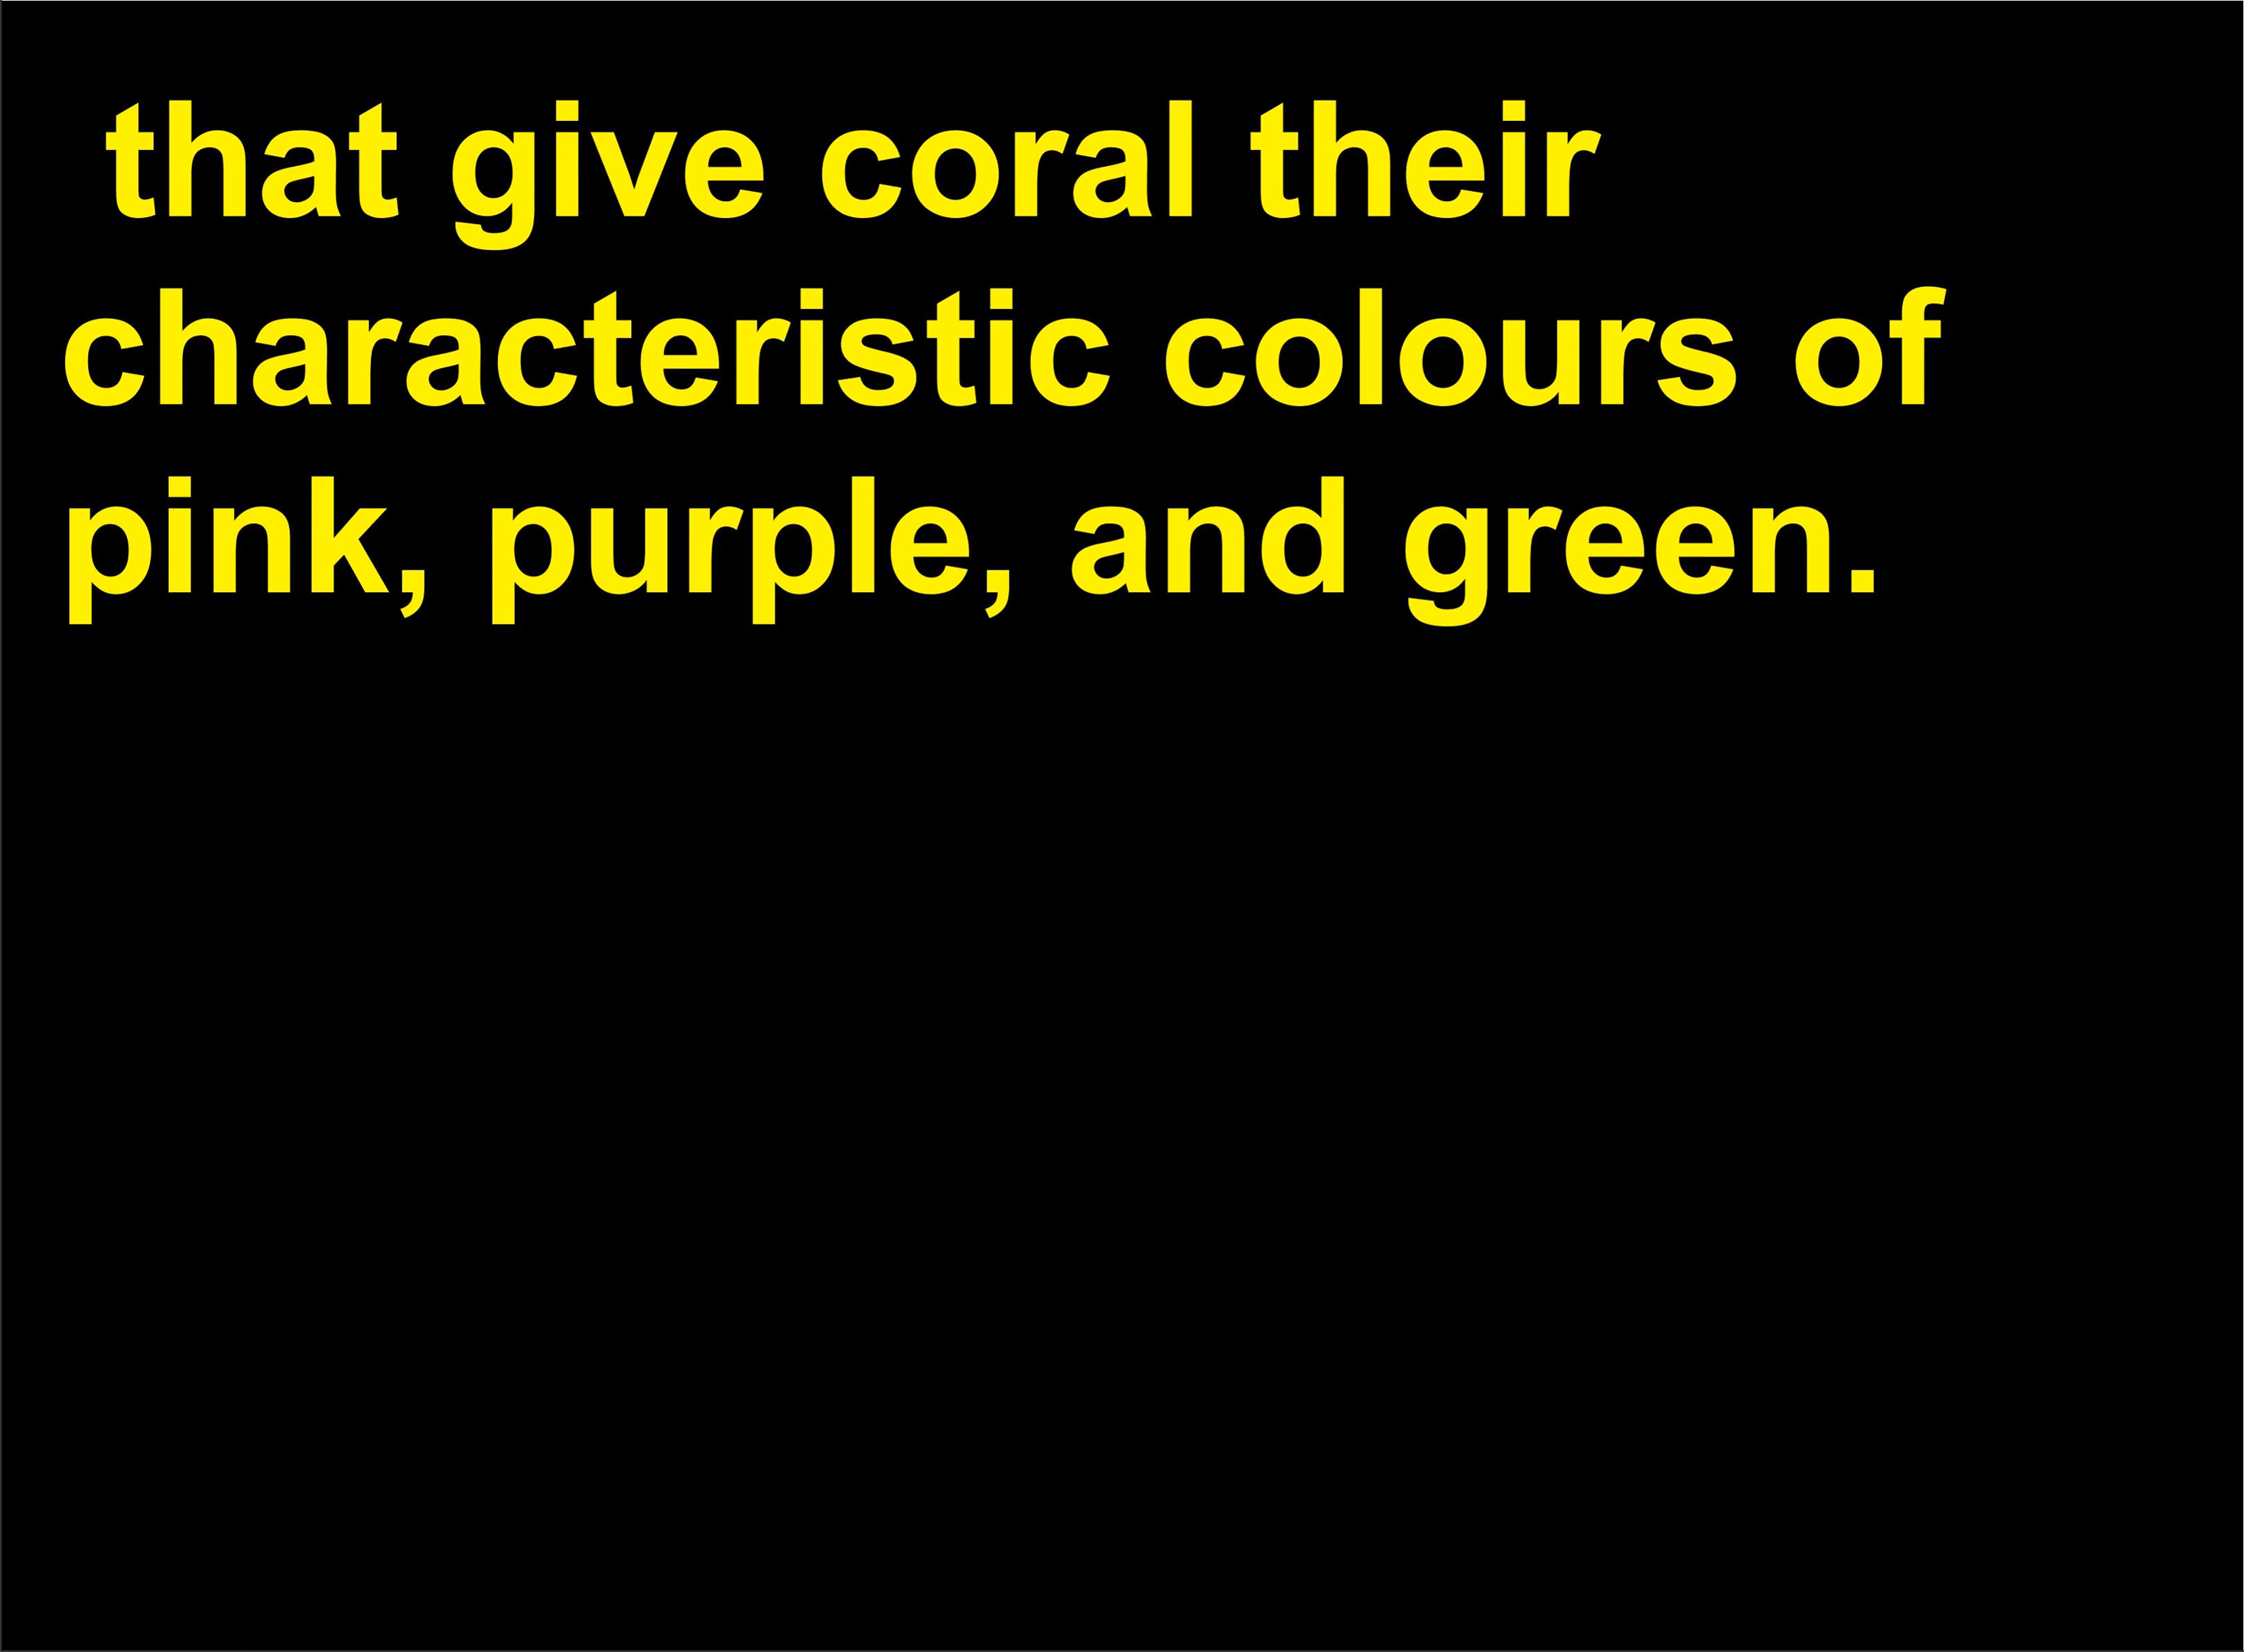 that give coral their
characteristic colours of
pink, purple, and green.